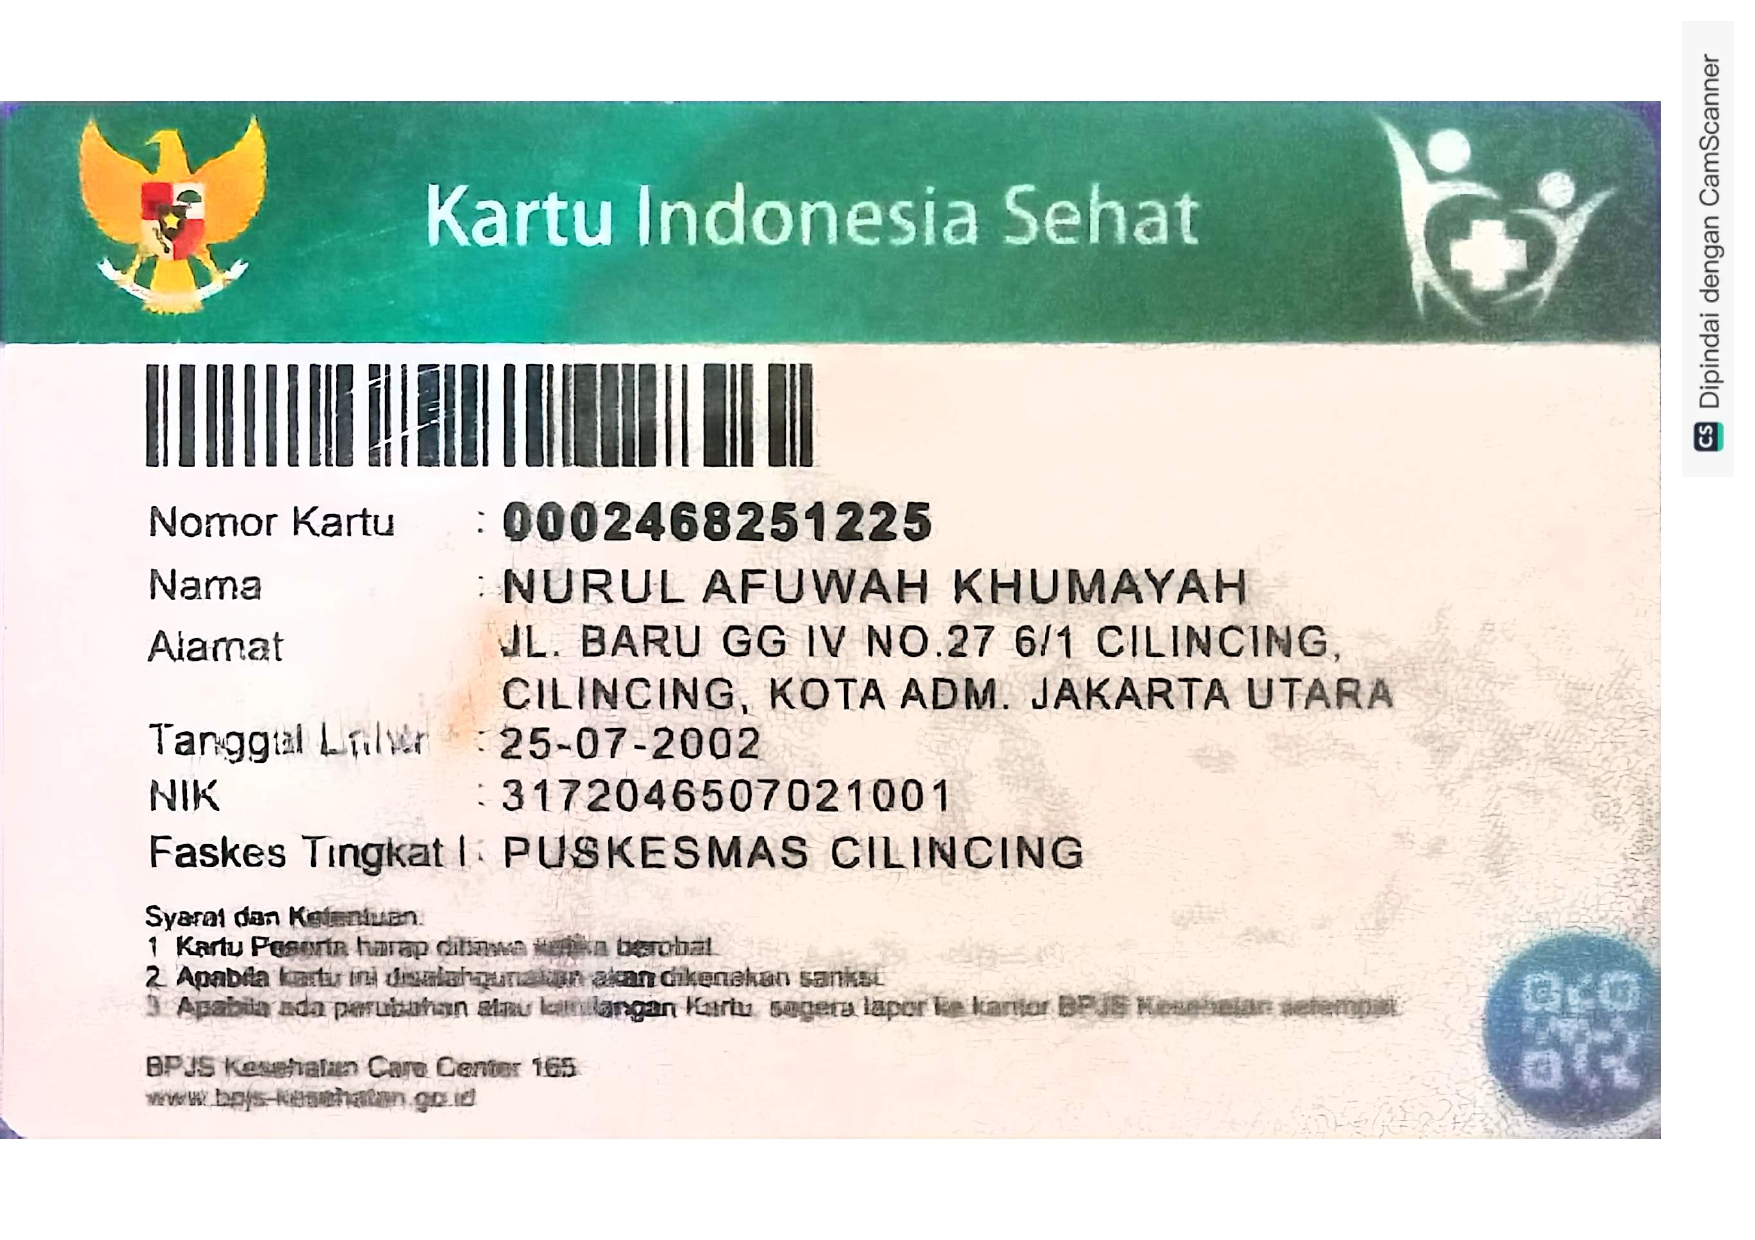 Kartu Indonesia Sehat
Nomor Kartu : 0002468251225
Nama : NURUL AFUWAH KHUMAYAH
Alamat JL. BARU GG IV NO.27 6/1 CILINCING,
CILINCING, KOTA ADM. JAKARTA UTARA
Tanggal Lahir : 25-07-2002
NIK : 3172046507021001
Faskes Tingkat I : PUSKESMAS CILINCING
Syarat dan Ketentuan
1 Kartu Peserta harap dibawa ketika berobat
2. Apabila kartu ini disalahgunakan akan dikenakan sanksi.
3 Apabila ada perubahan atau kehilangan Kartu, segera lapor ke kantor BPJS Kesehatan setempat.
BPJS Kesehatan Care Center 165
www.bpjs-kesehatan.go.id
CS Dipindai dengan CamScanner